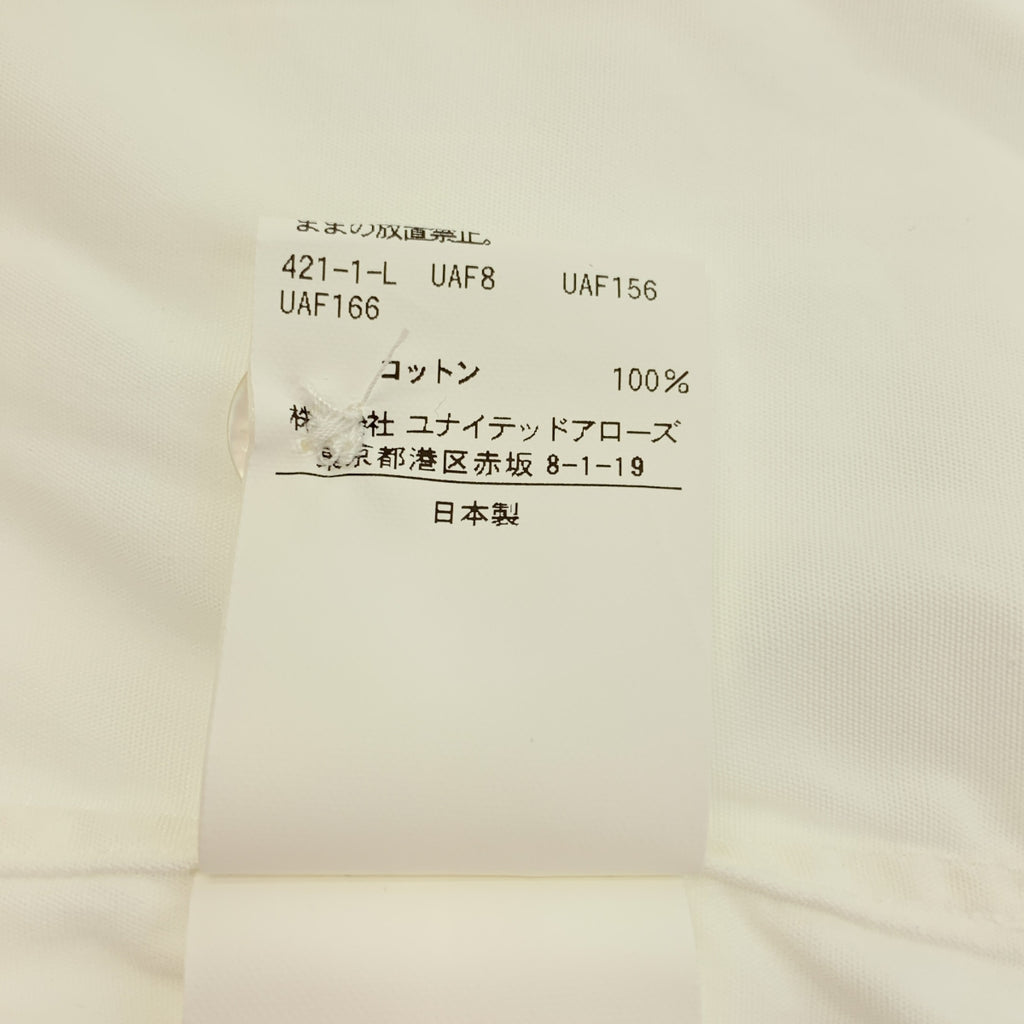 ままの放置禁止。
421-1-L UAF8 UAF156
UAF166
コットン 100%
株 社 ユナイテッドアローズ
東京都港区赤坂 8-1-19
日本製